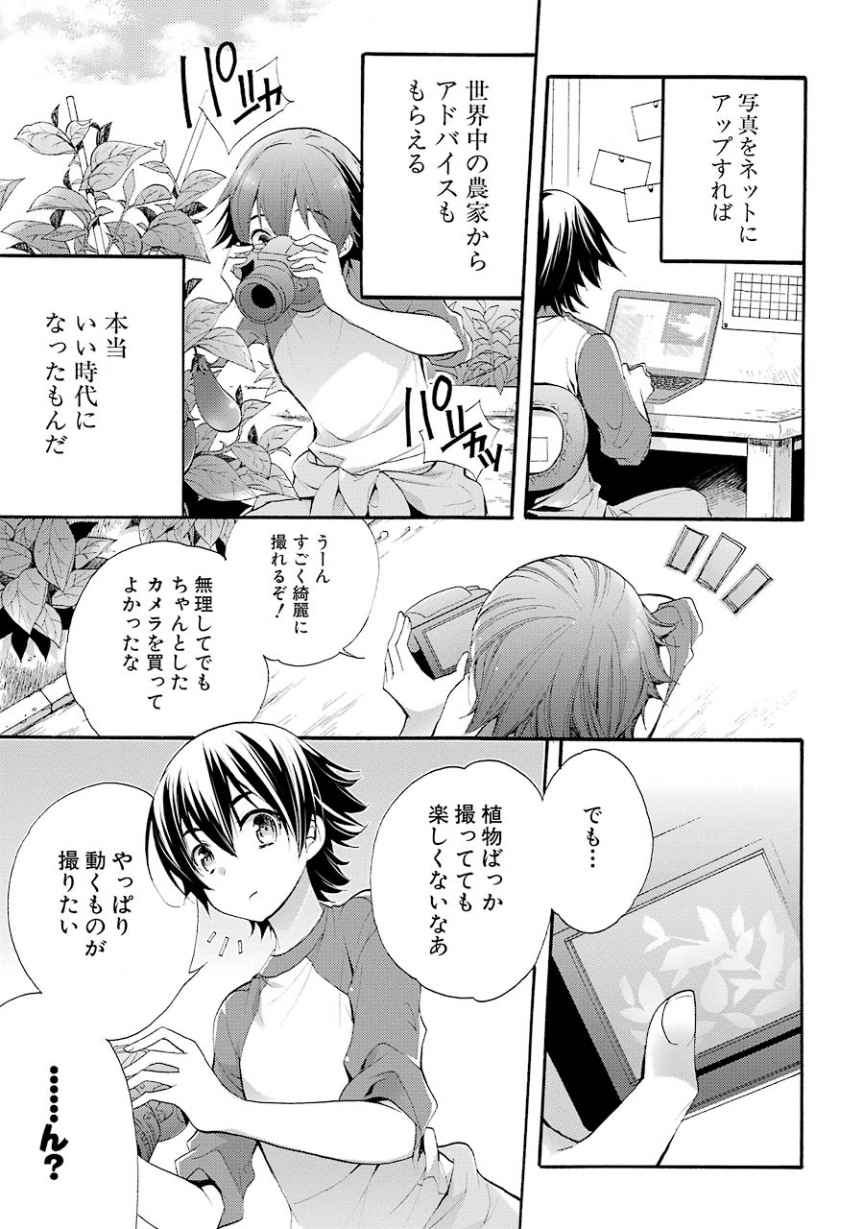 写真をネットに
アップすれば
世界中の農家から
アドバイスも
もらえる
パシャ
パシャッ
本当
いい時代に
なったもんだ
うーん
すごく綺麗に
撮れるぞ！
無理してでも
ちゃんとした
カメラを買って
よかったな
でも…
植物ばっか
撮ってても
楽しくないなあ
やっぱり
動くものが
撮りたい
……ん？